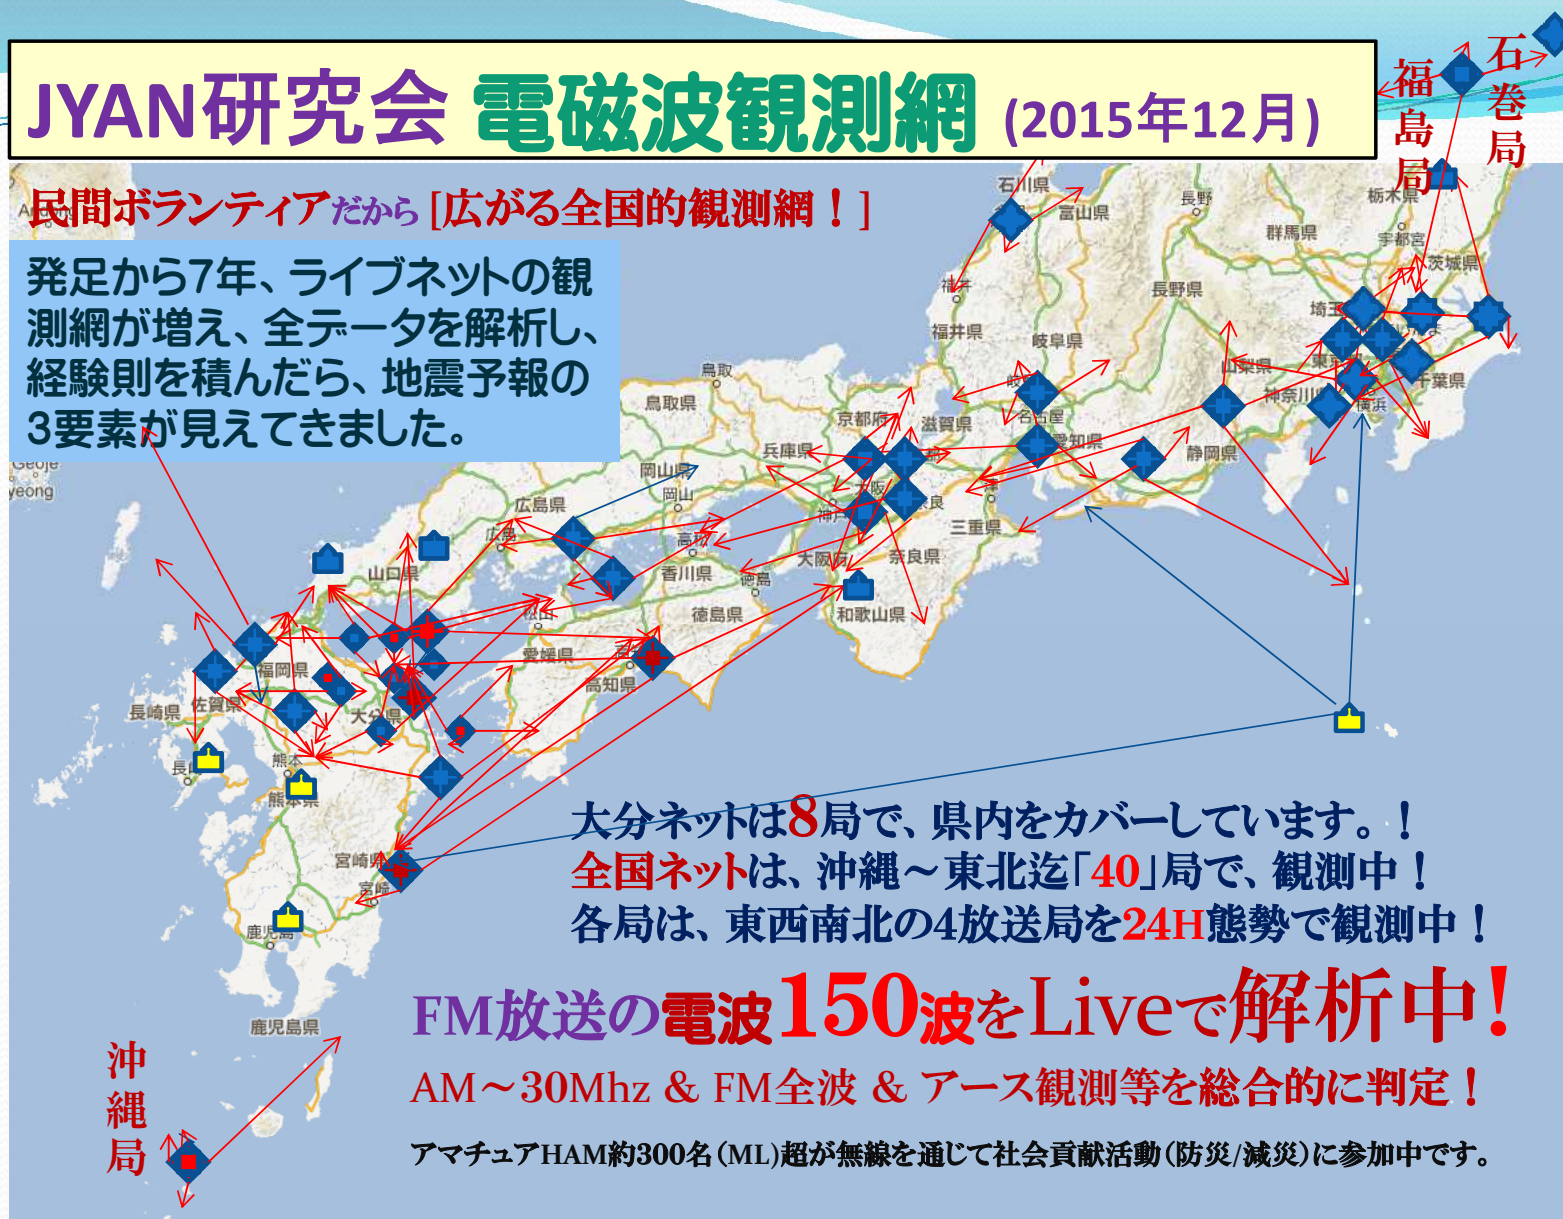 JYAN研究会 電磁波観測網 (2015年12月)
福島局
石巻局
民間ボランティアだから [広がる全国的観測網！]
発足から7年、ライブネットの観
測網が増え、全データを解析し、
経験則を積んだら、地震予報の
3要素が見えてきました。
石川県
富山県
長野
栃木県
宇都宮
群馬県
茨城県
長野県
福井県
岐阜県
山梨県
神奈川
千葉県
横浜
鳥取
鳥取県
京都府
滋賀県
名古屋
愛知県
静岡県
兵庫県
岡山県
岡山
大阪
広島県
三重県
津
大阪府
奈良県
香川県
徳島
山口県
徳島県
和歌山県
愛媛県
高知県
福岡県
佐賀県
長崎県
大分県
熊本
熊本県
宮崎県
宮崎
鹿児島県
Geoje
yeong
大分ネットは8局で、県内をカバーしています。！
全国ネットは、沖縄～東北迄「40」局で、観測中！
各局は、東西南北の4放送局を24H態勢で観測中！
FM放送の電波150波をLiveで解析中!
AM～30Mhz & FM全波 & アース観測等を総合的に判定！
アマチュアHAM約300名（ML)超が無線を通じて社会貢献活動（防災/減災）に参加中です。
沖縄局